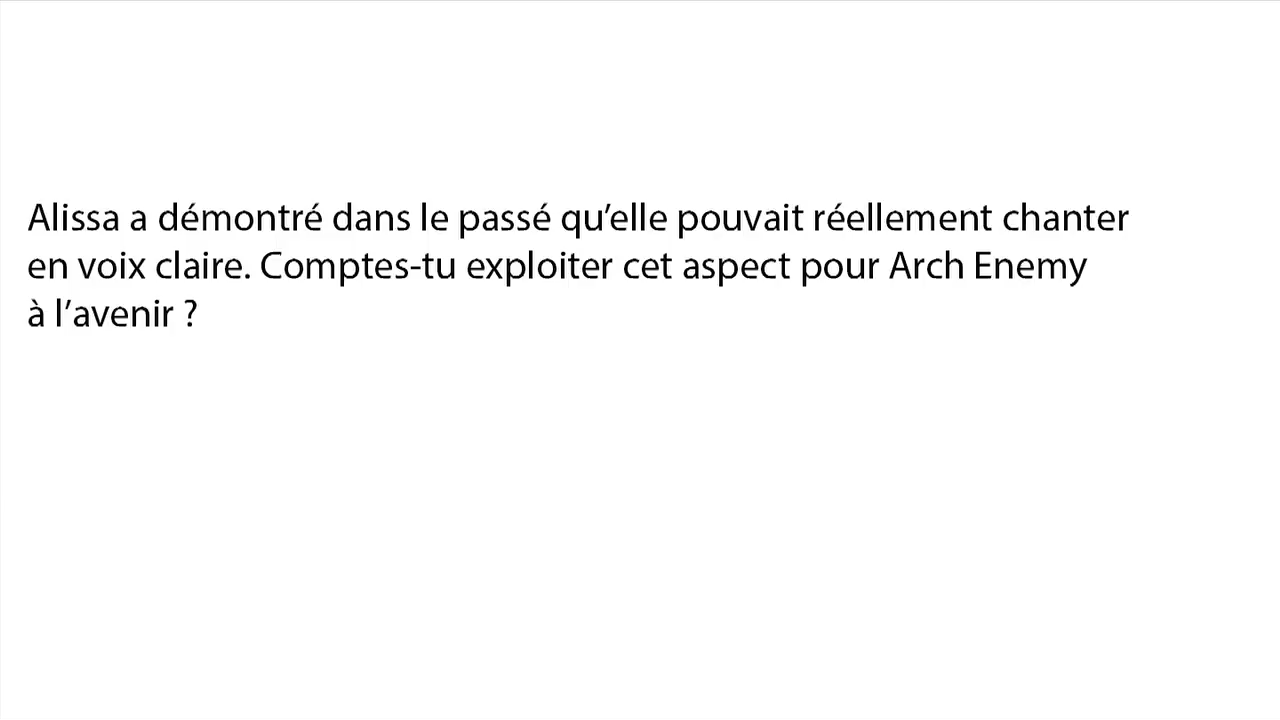 Alissa a démontré dans le passé qu’elle pouvait réellement chanter
en voix claire. Comptes-tu exploiter cet aspect pour Arch Enemy
à l’avenir ?